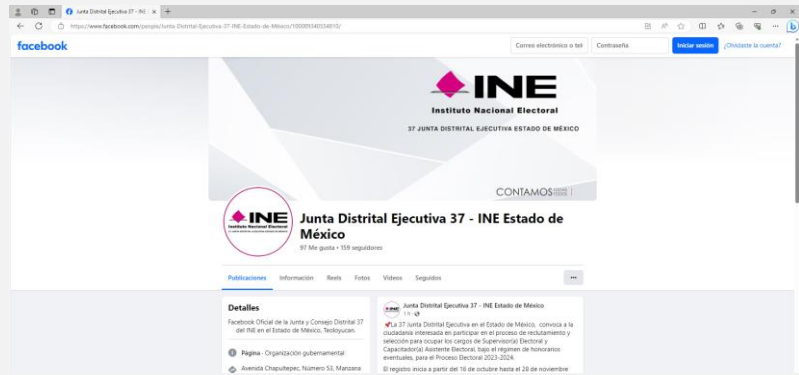 Junta Distrital Ejecutiva 37 - INE
https://www.facebook.com/people/Junta-Distrital-Ejecutiva-37-INE-Estado-de-México/100009340534010/
facebook
Correo electrónico o tel
Contraseña
Iniciar sesión
¿Olvidaste la cuenta?
INE
Instituto Nacional Electoral
37 JUNTA DISTRITAL EJECUTIVA ESTADO DE MÉXICO
CONTAMOS
INE
Instituto Nacional Electoral
Junta Distrital Ejecutiva 37 - INE Estado de
México
97 Me gusta • 159 seguidores
Publicaciones Información Reels Fotos Videos Seguidos
Detalles
Facebook Oficial de la Junta y Consejo Distrital 37
del INE en el Estado de México, Teoloyucan.
Página · Organización gubernamental
Avenida Chapultepec, Número 53, Manzana
Junta Distrital Ejecutiva 37 - INE Estado de México
La 37 Junta Distrital Ejecutiva en el Estado de México, convoca a la
ciudadanía interesada en participar en el proceso de reclutamiento y
selección para ocupar los cargos de Supervisor(a) Electoral y
Capacitador(a) Asistente Electoral, bajo el régimen de honorarios
eventuales, para el Proceso Electoral 2023-2024.
El registro inicia a partir del 16 de octubre hasta el 28 de noviembre